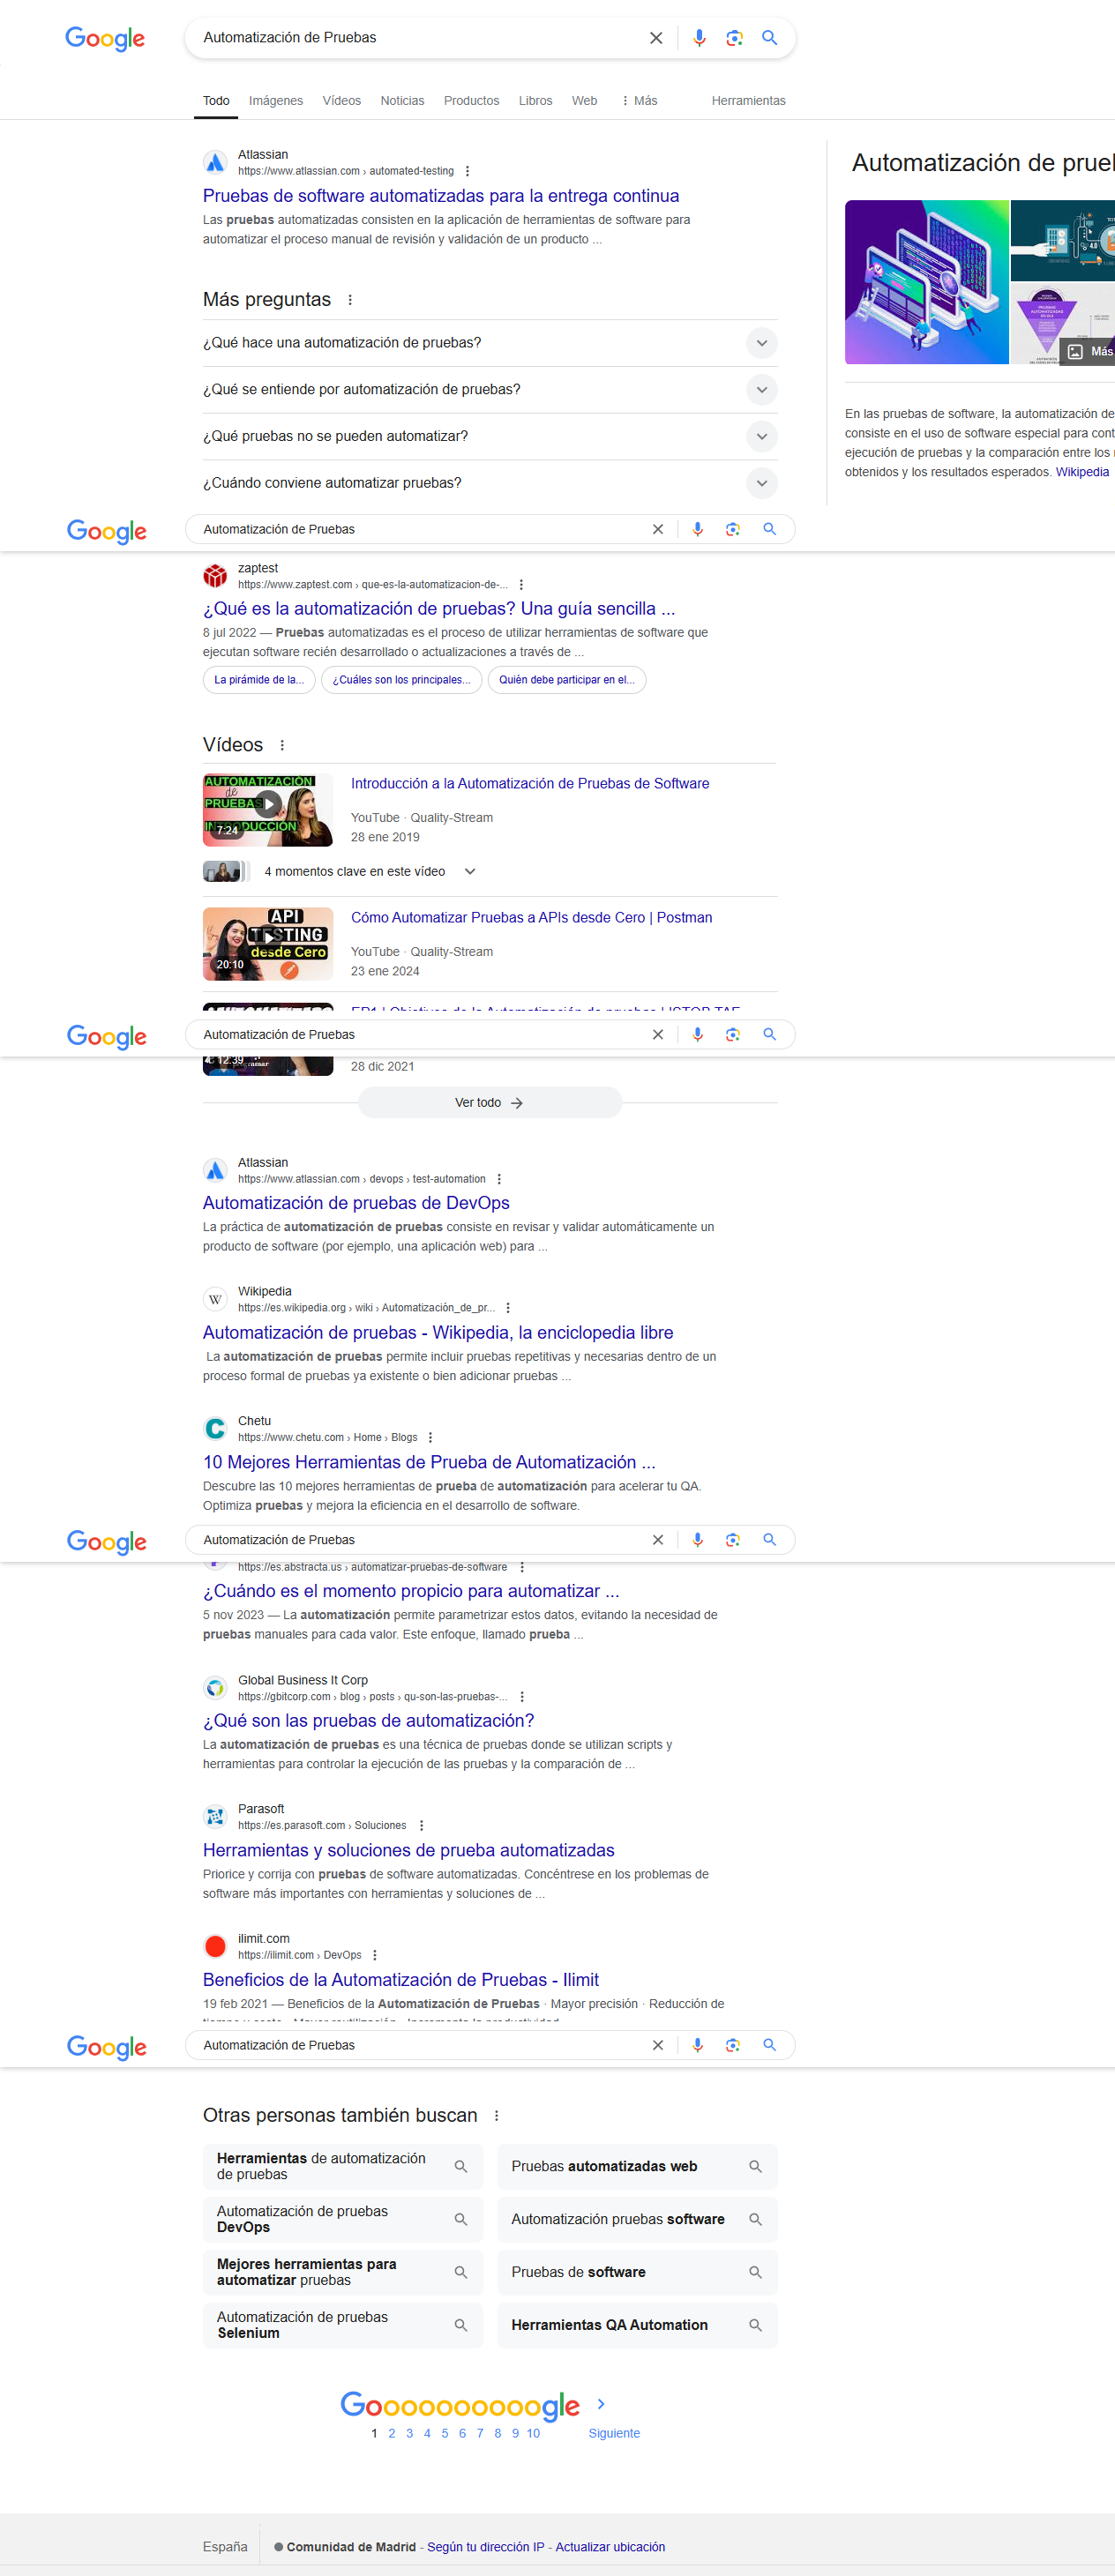 Google
Automatización de Pruebas
Todo
Imágenes
Vídeos
Noticias
Productos
Libros
Web
Más
Herramientas
Atlassian
https://www.atlassian.com › automated-testing
Pruebas de software automatizadas para la entrega continua
Las pruebas automatizadas consisten en la aplicación de herramientas de software para
automatizar el proceso manual de revisión y validación de un producto ...
Más preguntas
¿Qué hace una automatización de pruebas?
¿Qué se entiende por automatización de pruebas?
¿Qué pruebas no se pueden automatizar?
¿Cuándo conviene automatizar pruebas?
Automatización de pruel
Más
En las pruebas de software, la automatización de
consiste en el uso de software especial para cont
ejecución de pruebas y la comparación entre los
obtenidos y los resultados esperados. Wikipedia
Google
Automatización de Pruebas
zaptest
https://www.zaptest.com › que-es-la-automatizacion-de-...
¿Qué es la automatización de pruebas? Una guía sencilla ...
8 jul 2022 — Pruebas automatizadas es el proceso de utilizar herramientas de software que
ejecutan software recién desarrollado o actualizaciones a través de ...
La pirámide de la...
¿Cuáles son los principales...
Quién debe participar en el...
Vídeos
AUTOMATIZACIÓN
de
PRUEBAS
INTRODUCCIÓN
7:24
Introducción a la Automatización de Pruebas de Software
YouTube · Quality-Stream
28 ene 2019
4 momentos clave en este vídeo
API
TESTING
desde Cero
20:10
Cómo Automatizar Pruebas a APIs desde Cero | Postman
YouTube · Quality-Stream
23 ene 2024
EP1 | Objetivos de la Automatización de pruebas | ISTQB TAE
Google
Automatización de Pruebas
12:39
28 dic 2021
Ver todo
Atlassian
https://www.atlassian.com › devops › test-automation
Automatización de pruebas de DevOps
La práctica de automatización de pruebas consiste en revisar y validar automáticamente un
producto de software (por ejemplo, una aplicación web) para ...
W
Wikipedia
https://es.wikipedia.org › wiki › Automatización_de_pr...
Automatización de pruebas - Wikipedia, la enciclopedia libre
La automatización de pruebas permite incluir pruebas repetitivas y necesarias dentro de un
proceso formal de pruebas ya existente o bien adicionar pruebas ...
C
Chetu
https://www.chetu.com › Home › Blogs
10 Mejores Herramientas de Prueba de Automatización ...
Descubre las 10 mejores herramientas de prueba de automatización para acelerar tu QA.
Optimiza pruebas y mejora la eficiencia en el desarrollo de software.
Google
Automatización de Pruebas
https://es.abstracta.us › automatizar-pruebas-de-software
¿Cuándo es el momento propicio para automatizar ...
5 nov 2023 — La automatización permite parametrizar estos datos, evitando la necesidad de
pruebas manuales para cada valor. Este enfoque, llamado prueba ...
Global Business It Corp
https://gbitcorp.com › blog › posts › qu-son-las-pruebas-...
¿Qué son las pruebas de automatización?
La automatización de pruebas es una técnica de pruebas donde se utilizan scripts y
herramientas para controlar la ejecución de las pruebas y la comparación de ...
Parasoft
https://es.parasoft.com › Soluciones
Herramientas y soluciones de prueba automatizadas
Priorice y corrija con pruebas de software automatizadas. Concéntrese en los problemas de
software más importantes con herramientas y soluciones de ...
ilimit.com
https://ilimit.com › DevOps
Beneficios de la Automatización de Pruebas - Ilimit
19 feb 2021 — Beneficios de la Automatización de Pruebas · Mayor precisión · Reducción de
Google
Automatización de Pruebas
Otras personas también buscan
Herramientas de automatización
de pruebas
Pruebas automatizadas web
Automatización de pruebas
DevOps
Automatización pruebas software
Mejores herramientas para
automatizar pruebas
Pruebas de software
Automatización de pruebas
Selenium
Herramientas QA Automation
Goooooooooogle
1 2 3 4 5 6 7 8 9 10
Siguiente
España
Comunidad de Madrid - Según tu dirección IP - Actualizar ubicación